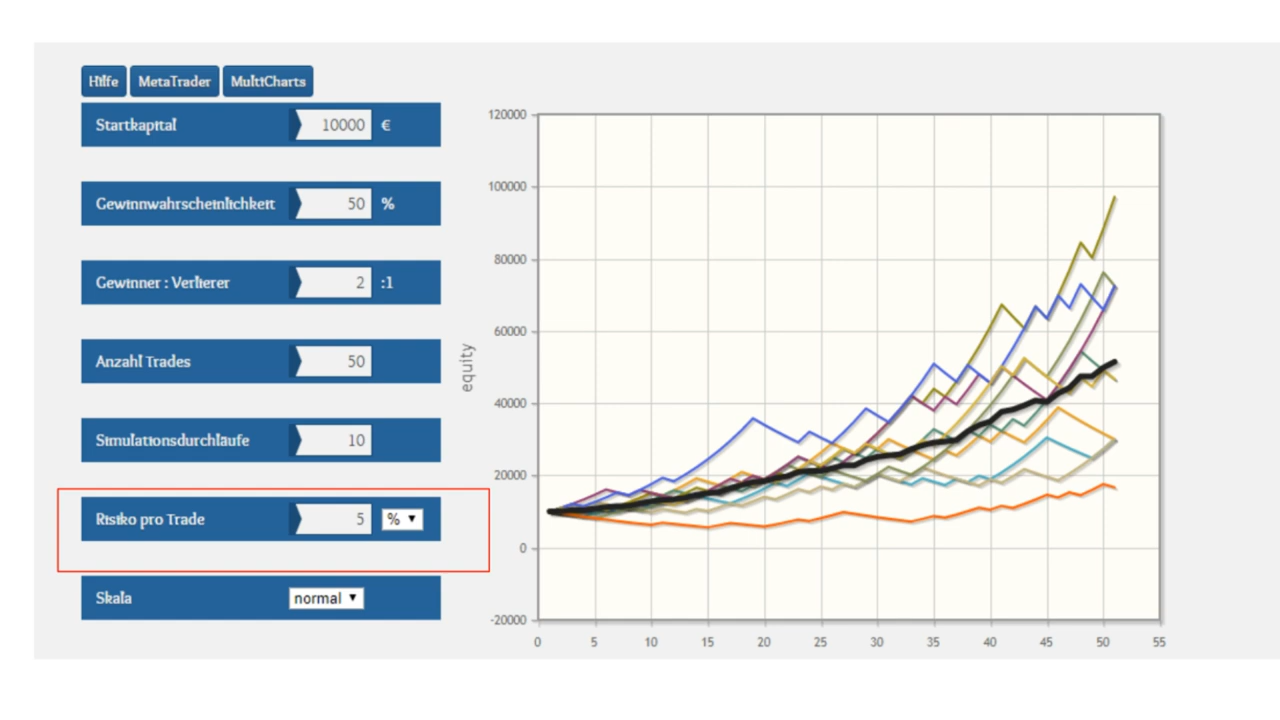 Hilfe MetaTrader MultiCharts
Startkapital 10000 €
Gewinnwahrscheinlichkeit 50 %
Gewinner : Verlierer 2 :1
Anzahl Trades 50
Simulationsdurchläufe 10
Risiko pro Trade 5 % ▼
Skala normal ▼
equity
120000
100000
80000
60000
40000
20000
0
-20000
0 5 10 15 20 25 30 35 40 45 50 55